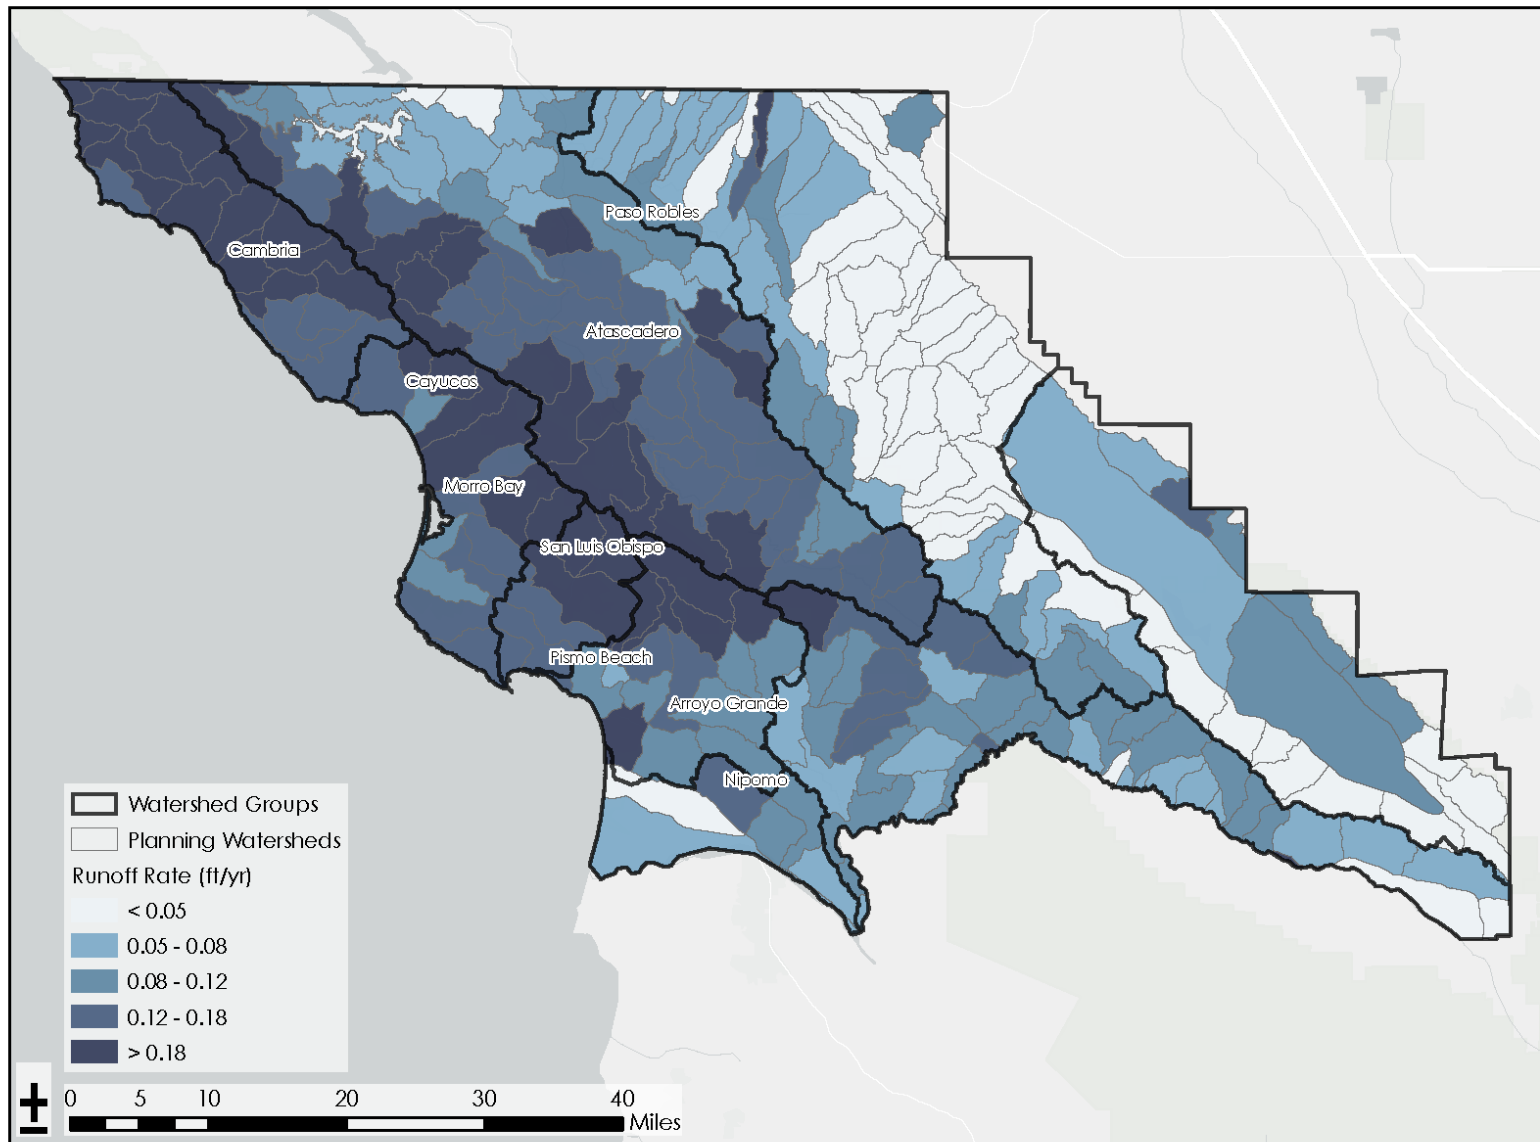 Paso Robles
Cambria
Atascadero
Cayucos
Morro Bay
San Luis Obispo
Pismo Beach
Arroyo Grande
Nipomo
Watershed Groups
Planning Watersheds
Runoff Rate (ft/yr)
< 0.05
0.05 - 0.08
0.08 - 0.12
0.12 - 0.18
> 0.18
0 5 10 20 30 40
Miles